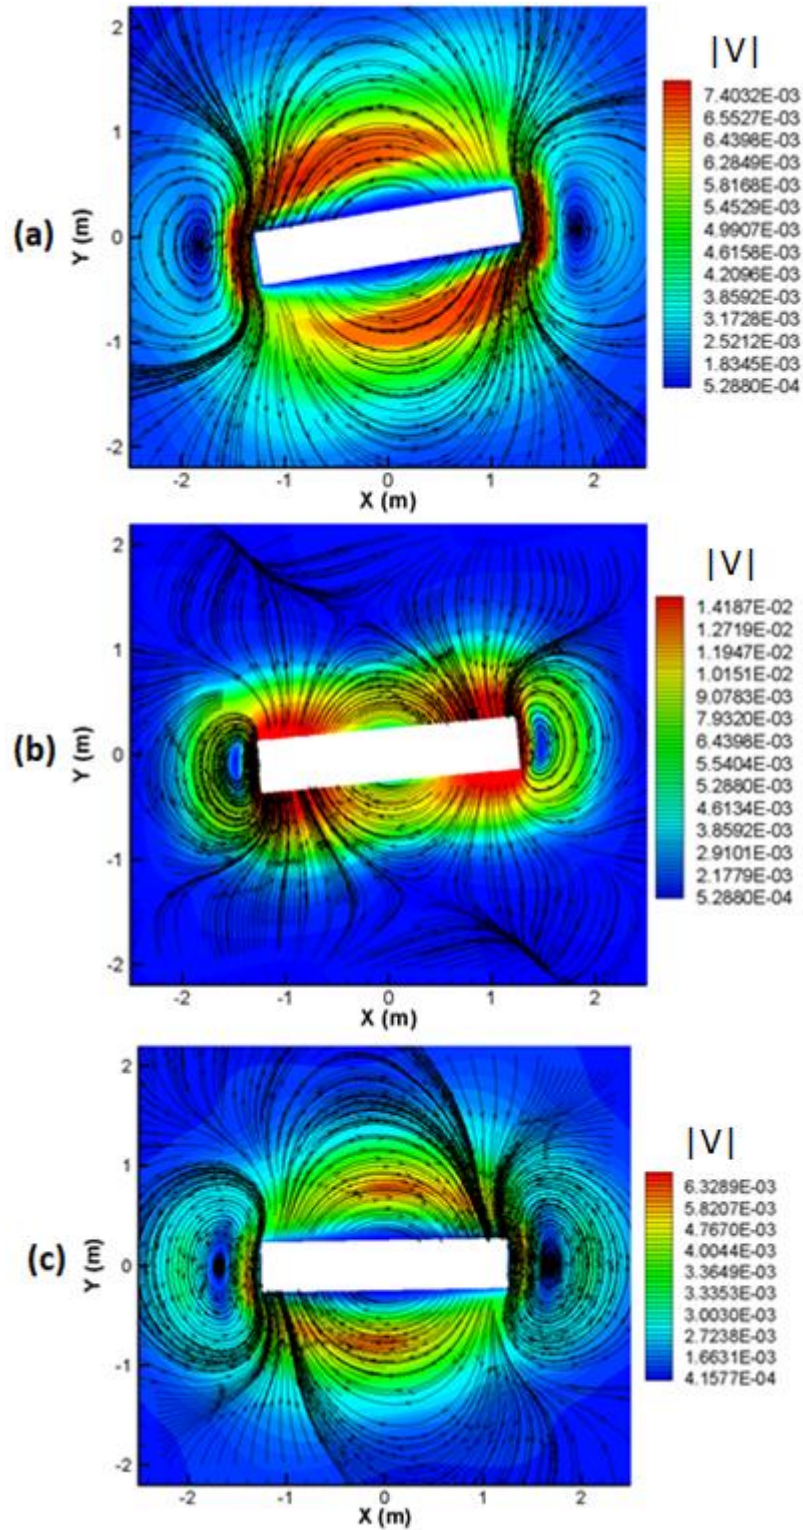 |V|
2
1
(a)
Y (m)
0
-1
-2
-2 -1 0 1 2
X (m)
7.4032E-03
6.5527E-03
6.4398E-03
6.2849E-03
5.8168E-03
5.4529E-03
4.9907E-03
4.6158E-03
4.2096E-03
3.8592E-03
3.1728E-03
2.5212E-03
1.8345E-03
5.2880E-04
|V|
2
1
(b)
Y (m)
0
-1
-2
-2 -1 0 1 2
X (m)
1.4187E-02
1.2719E-02
1.1947E-02
1.0151E-02
9.0783E-03
7.9320E-03
6.4398E-03
5.5404E-03
5.2880E-03
4.6134E-03
3.8592E-03
2.9101E-03
2.1779E-03
5.2880E-04
|V|
2
1
(c)
Y (m)
0
-1
-2
-2 -1 0 1 2
X (m)
6.3289E-03
5.8207E-03
4.7670E-03
4.0044E-03
3.3649E-03
3.3353E-03
3.0030E-03
2.7238E-03
1.6631E-03
4.1577E-04